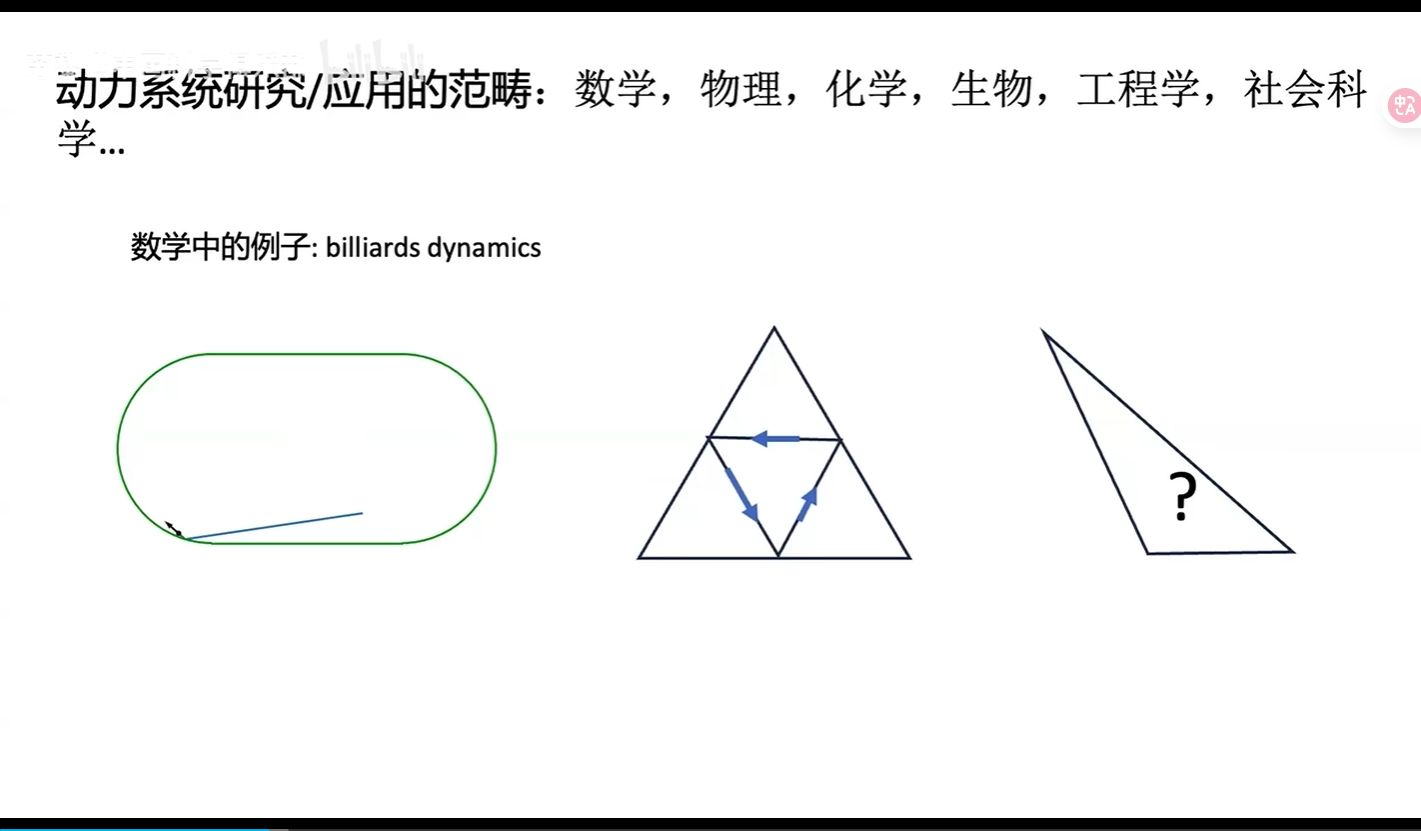 动力系统研究/应用的范畴：数学，物理，化学，生物，工程学，社会科
学...
数学中的例子: billiards dynamics
?